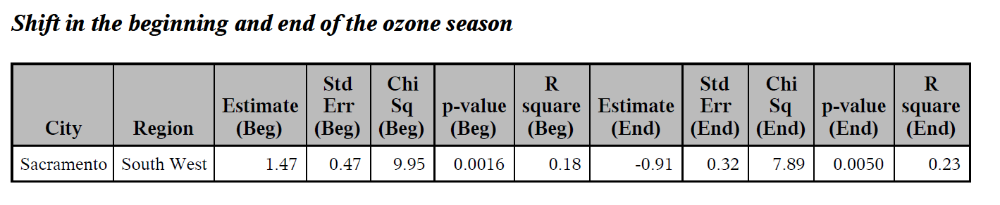 Shift in the beginning and end of the ozone season
City Region Estimate (Beg) Std Err (Beg) Chi Sq (Beg) p-value (Beg) R square (Beg) Estimate (End) Std Err (End) Chi Sq (End) p-value (End) R square (End)
Sacramento South West 1.47 0.47 9.95 0.0016 0.18 -0.91 0.32 7.89 0.0050 0.23